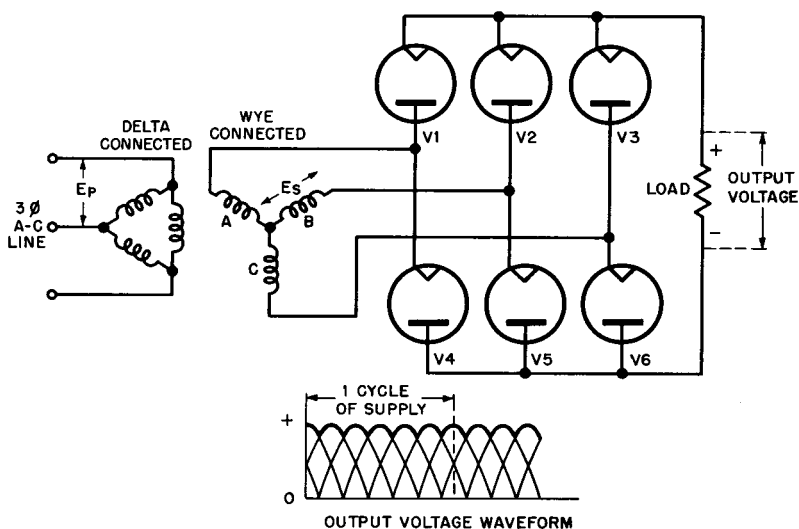 DELTA
CONNECTED
WYE
CONNECTED
3Ø
A-C
LINE
EP
ES
A
B
C
V1
V2
V3
V4
V5
V6
LOAD
+
-
OUTPUT
VOLTAGE
1 CYCLE
OF SUPPLY
+
0
OUTPUT VOLTAGE WAVEFORM